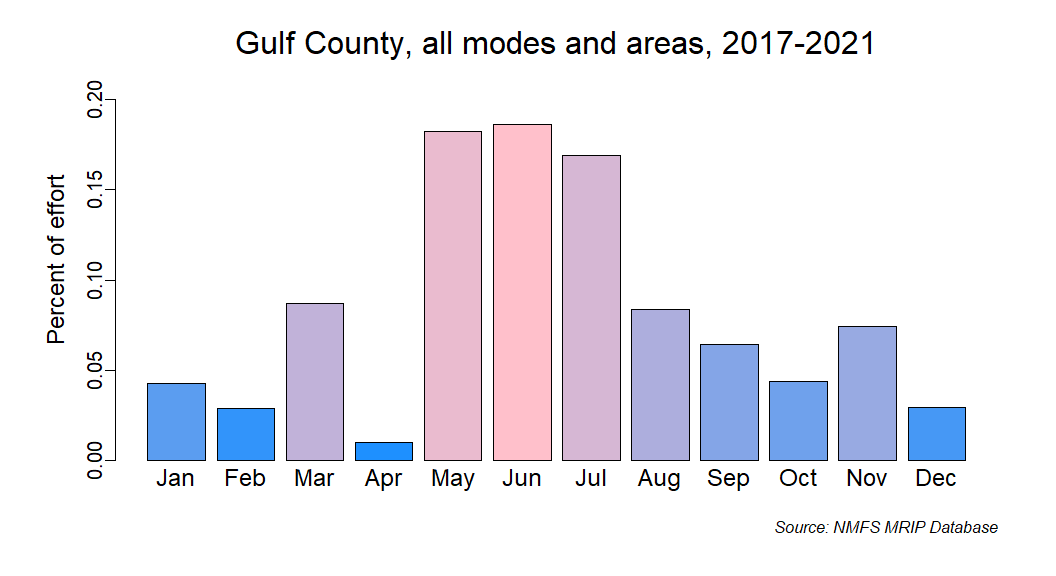 Gulf County, all modes and areas, 2017-2021
Percent of effort
0.20
0.15
0.10
0.05
0.00
Jan Feb Mar Apr May Jun Jul Aug Sep Oct Nov Dec
Source: NMFS MRIP Database